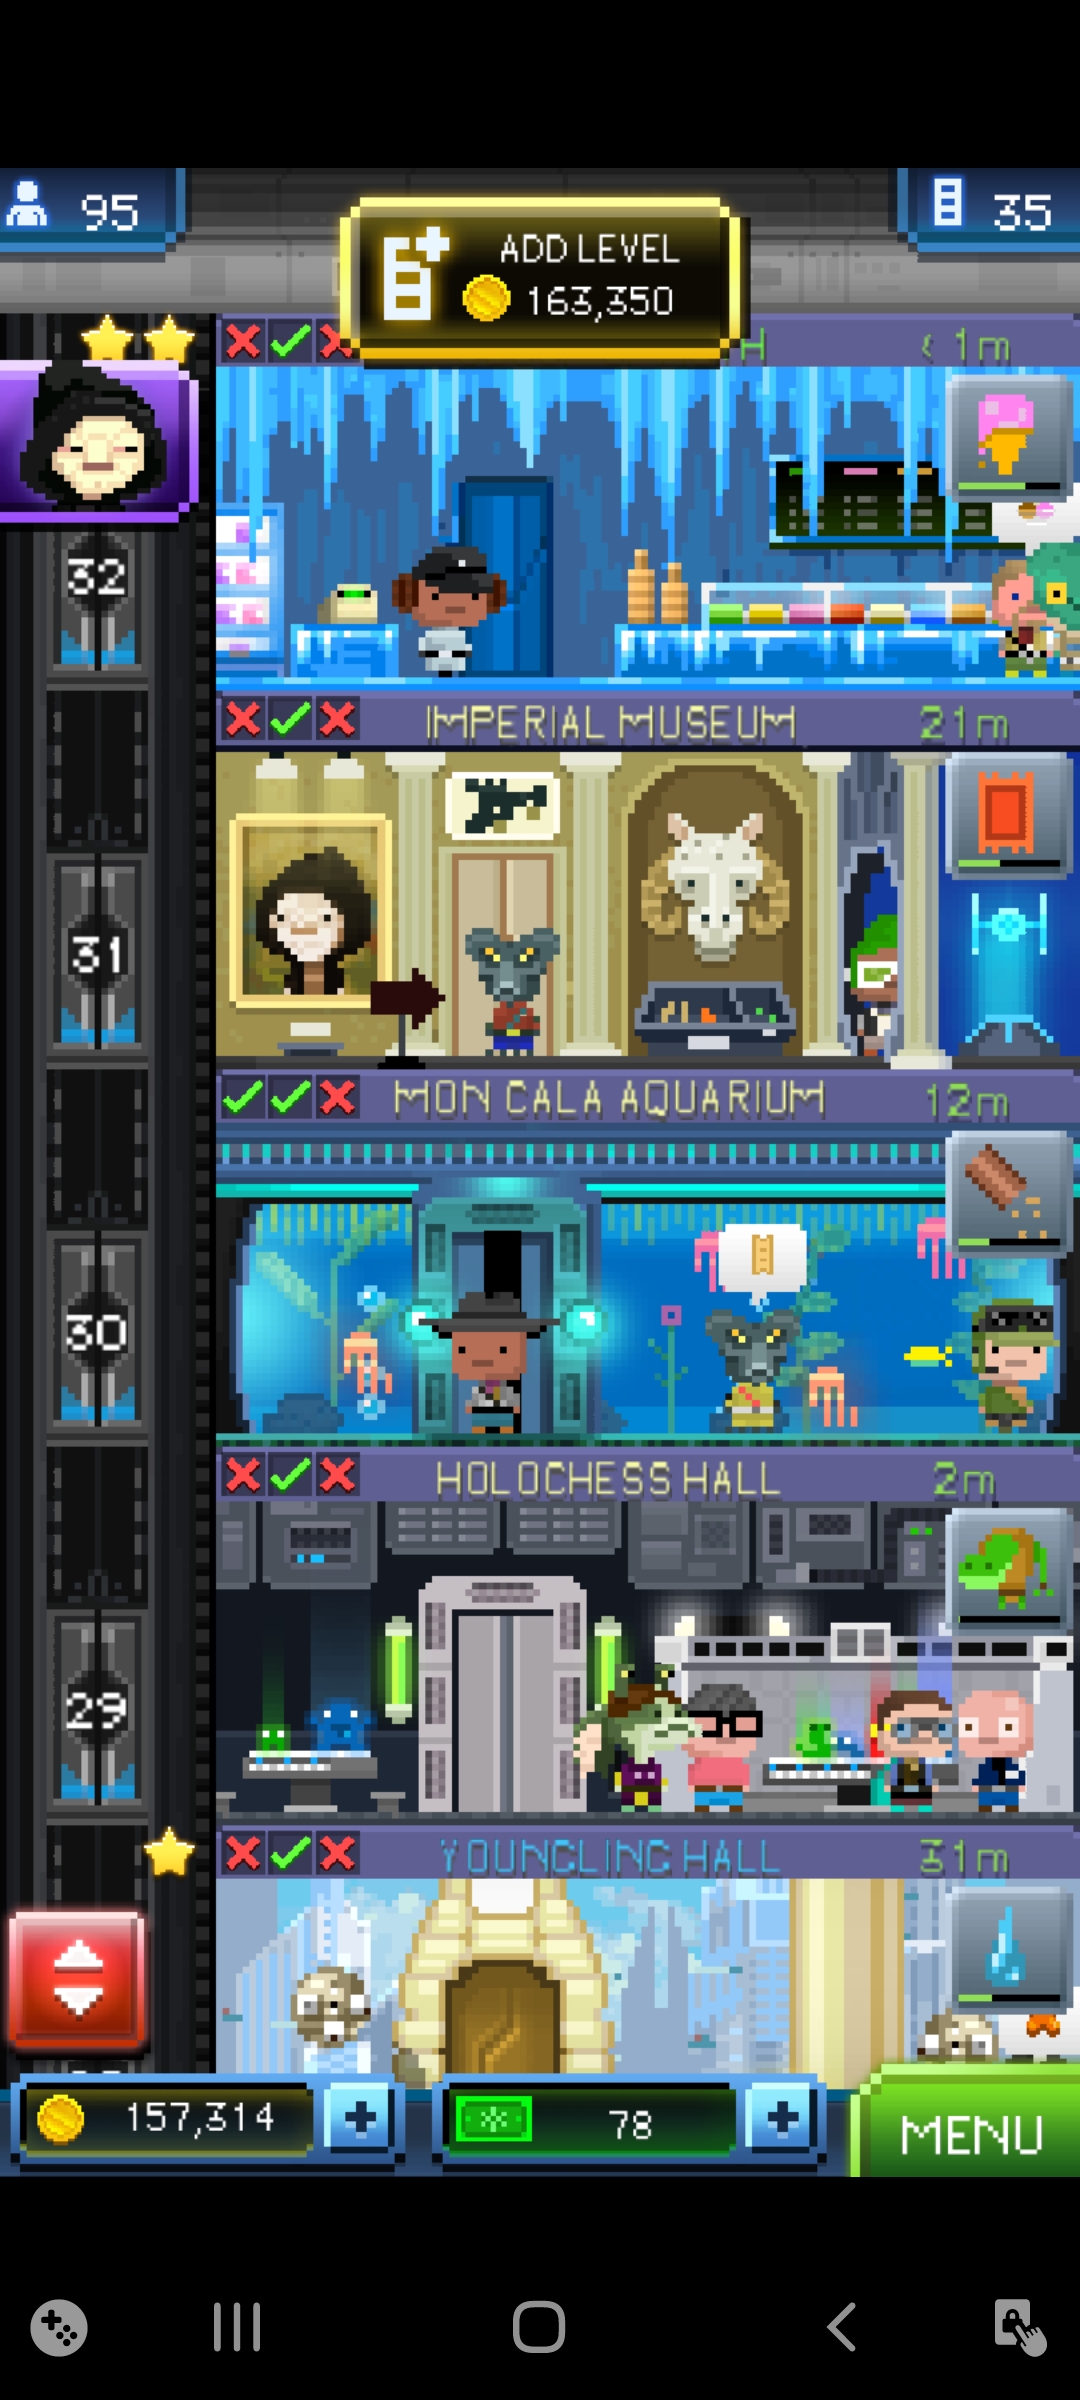 95
35
ADD LEVEL
163,350
H
< 1m
32
IMPERIAL MUSEUM
21m
31
MON CALA AQUARIUM
12m
30
HOLOCHESS HALL
2m
29
YOUNGLING HALL
31m
157,314
78
MENU